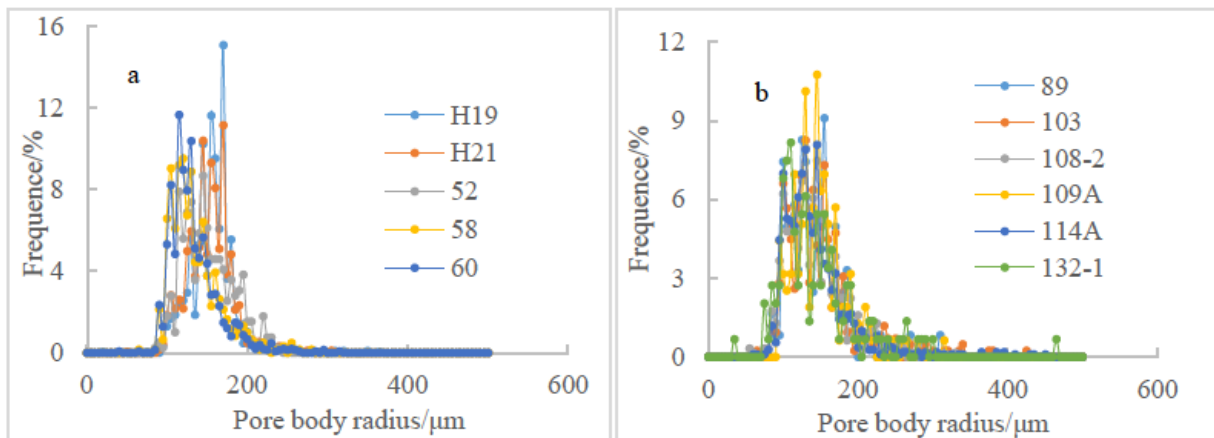 a
16
12
8
4
0
Frequence/%
H19
H21
52
58
60
0 200 400 600
Pore body radius/μm
b
12
9
6
3
0
Frequence/%
89
103
108-2
109A
114A
132-1
0 200 400 600
Pore body radius/μm